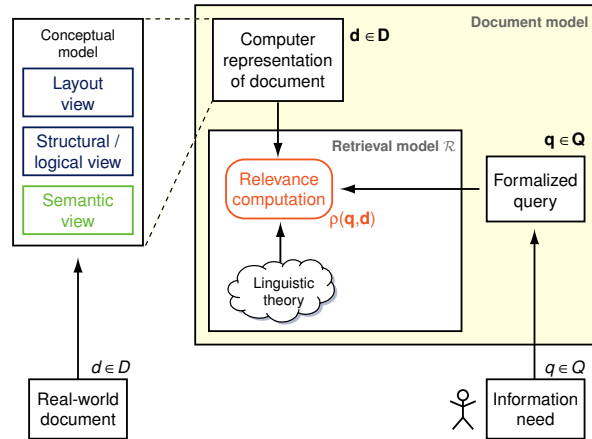 Conceptual
model
Layout
view
Structural /
logical view
Semantic
view
Computer
representation
of document
d ∈ D
Document model
Retrieval model ℛ
Relevance
computation
ρ(q,d)
Linguistic
theory
q ∈ Q
Formalized
query
d ∈ D
Real-world
document
q ∈ Q
Information
need